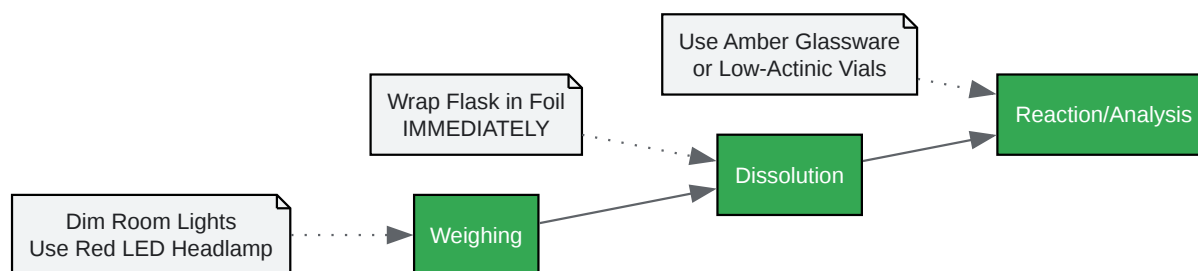 Use Amber Glassware
or Low-Actinic Vials
Wrap Flask in Foil
IMMEDIATELY
Reaction/Analysis
Dissolution
Dim Room Lights
Use Red LED Headlamp
Weighing